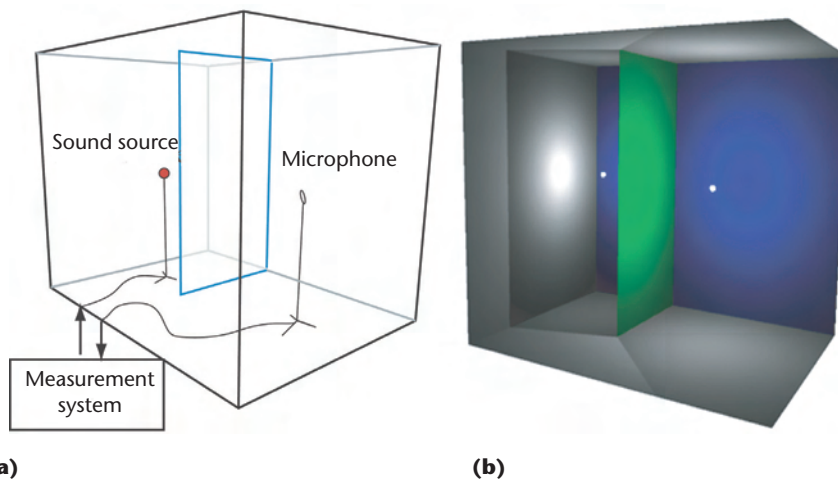 Sound source
Microphone
Measurement
system
a)
(b)